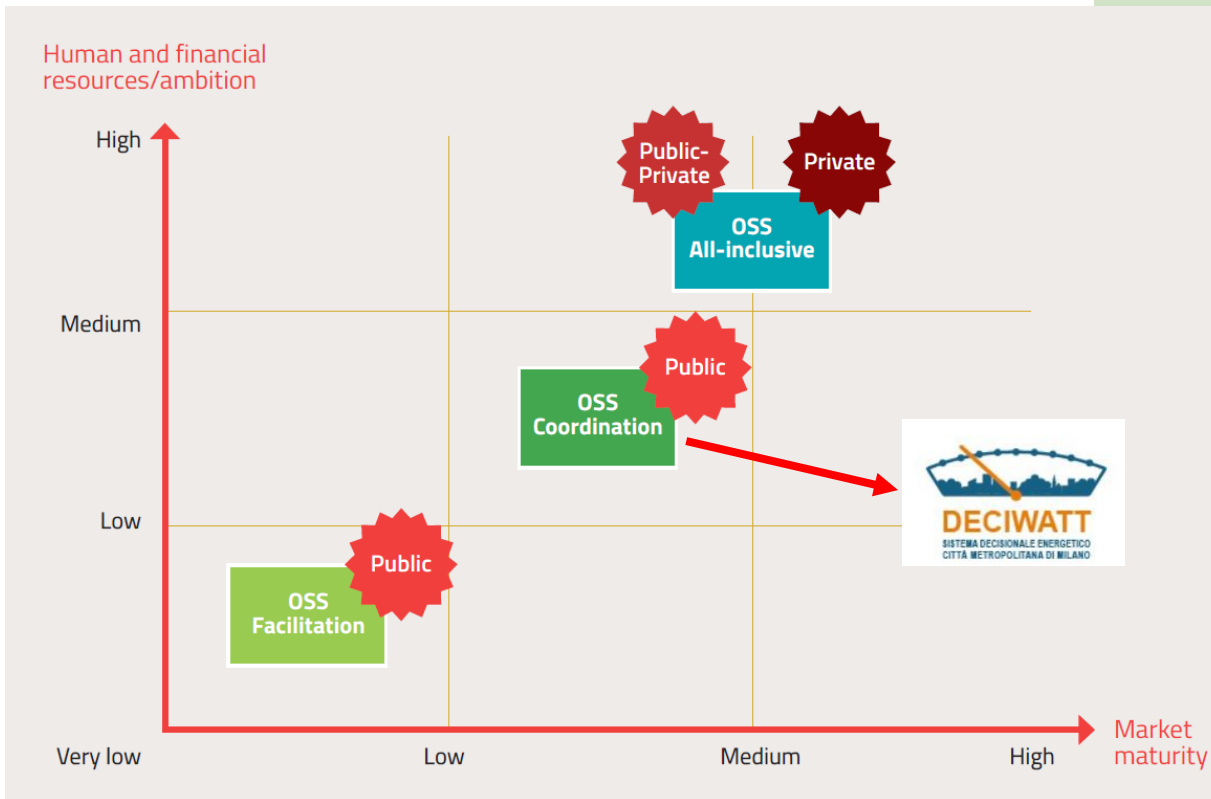 Human and financial
resources/ambition
High
Public-
Private
Private
OSS
All-inclusive
Medium
Public
OSS
Coordination
DECIWATT
SISTEMA DECISIONALE ENERGETICO
CITTÀ METROPOLITANA DI MILANO
Low
Public
OSS
Facilitation
Very low
Low
Medium
High
Market
maturity